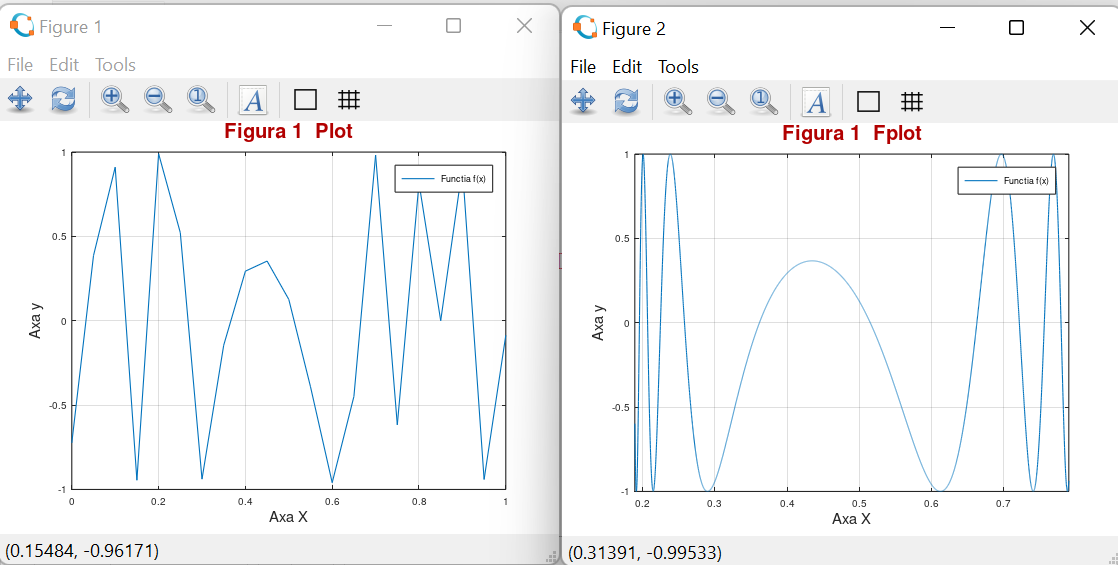 Figure 1
File Edit Tools
A
Figura 1 Plot
Functia f(x)
1
0.5
0
-0.5
-1
Axa y
0 0.2 0.4 0.6 0.8 1
Axa X
(0.15484, -0.96171)
Figure 2
File Edit Tools
A
Figura 1 Fplot
Functia f(x)
1
0.5
0
-0.5
-1
Axa y
0.2 0.3 0.4 0.5 0.6 0.7
Axa X
(0.31391, -0.99533)